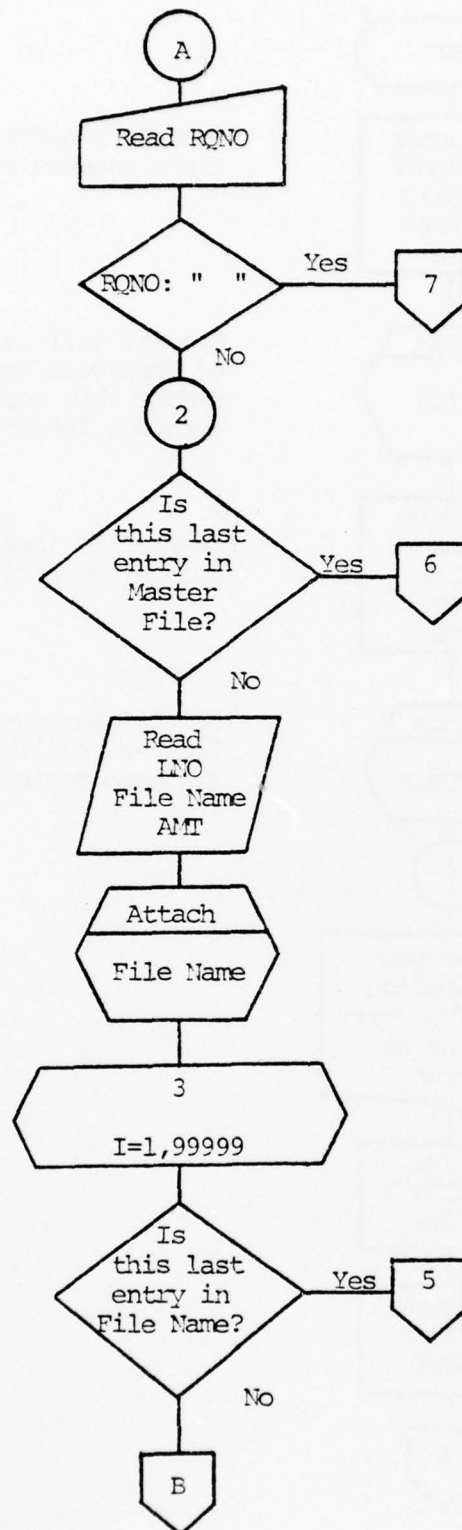 A
Read RQNO
RQNO: "  "
Yes
7
No
2
Is
this last
entry in
Master
File?
Yes
6
No
Read
LNO
File Name
AMT
Attach
File Name
3
I=1,99999
Is
this last
entry in
File Name?
Yes
5
No
B